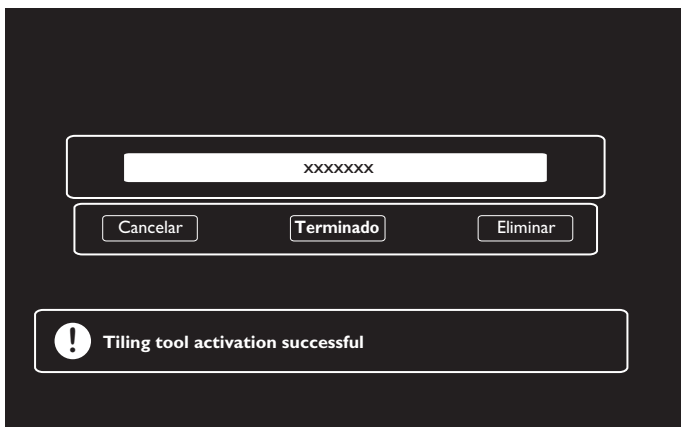 xxxxxxx
Cancelar Terminado Eliminar
! Tiling tool activation successful